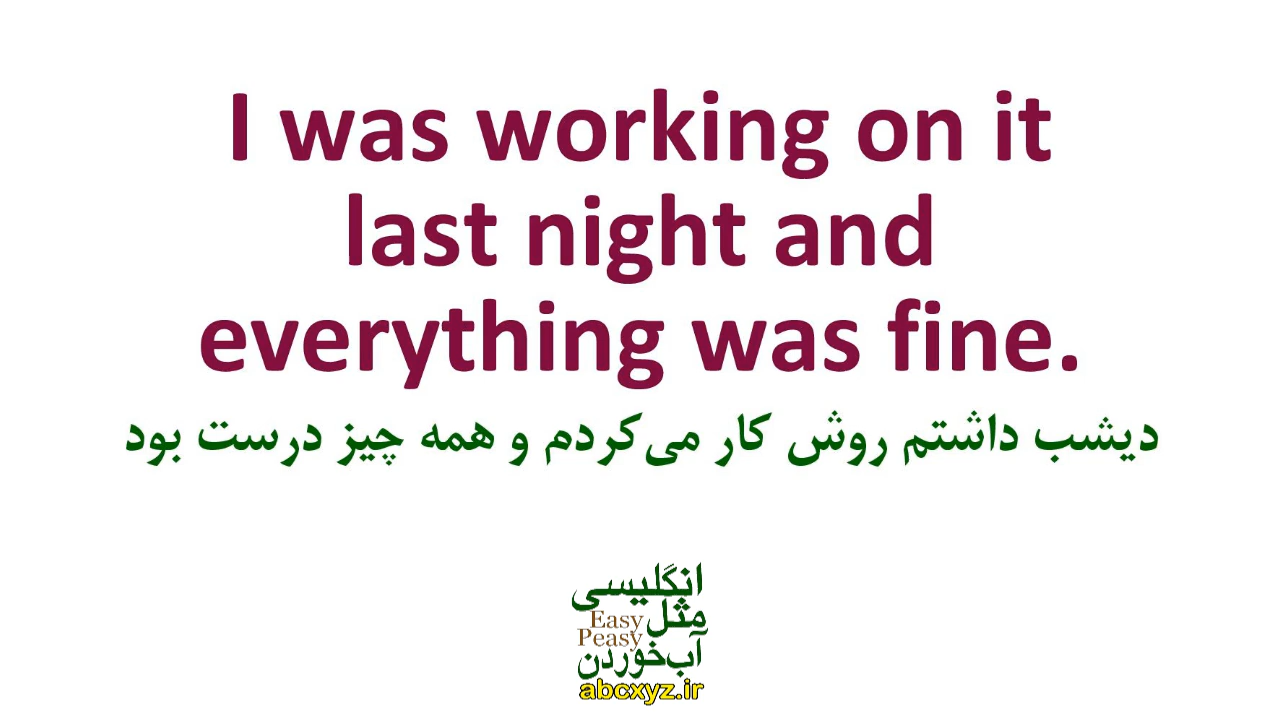 I was working on it
last night and
everything was fine.
دیشب داشتم روش کار می‌کردم و همه چیز درست بود
انگلیسی
مثل
Easy
Peasy
آب‌خوردن
abcxyz.ir